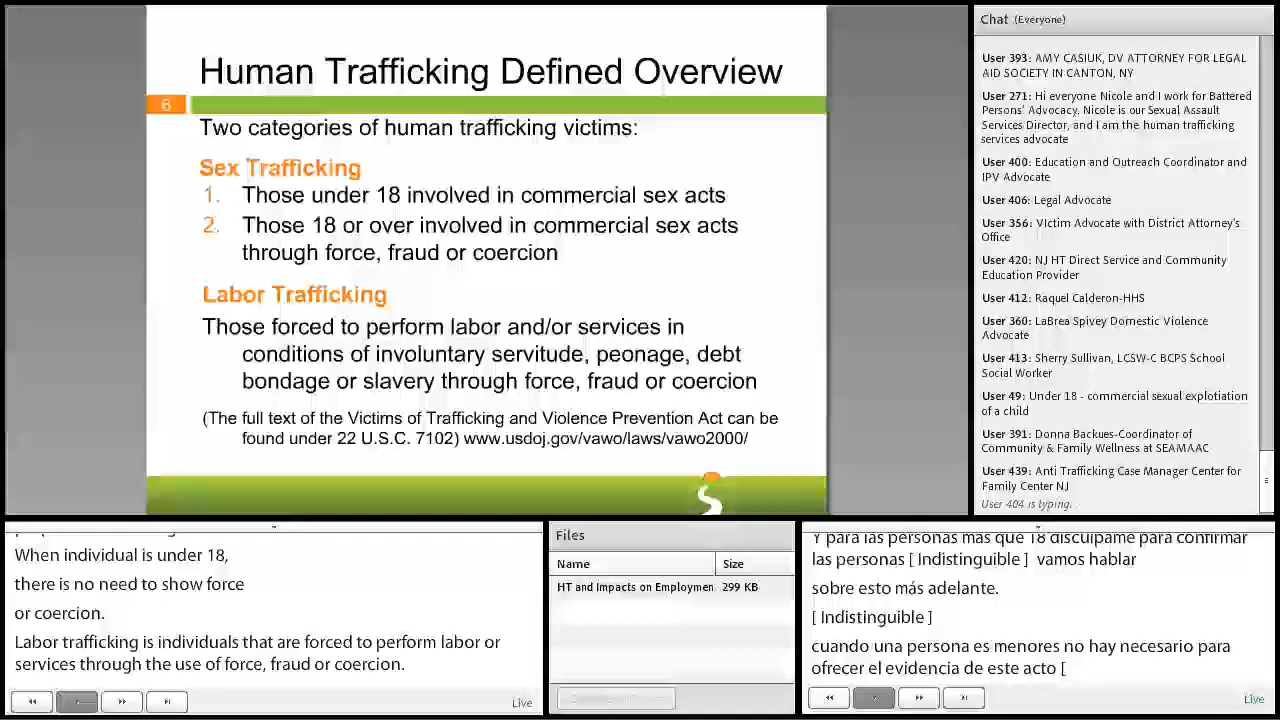 Human Trafficking Defined Overview
6
Two categories of human trafficking victims:
Sex Trafficking
1. Those under 18 involved in commercial sex acts
2. Those 18 or over involved in commercial sex acts
through force, fraud or coercion
Labor Trafficking
Those forced to perform labor and/or services in
conditions of involuntary servitude, peonage, debt
bondage or slavery through force, fraud or coercion
(The full text of the Victims of Trafficking and Violence Prevention Act can be
found under 22 U.S.C. 7102) www.usdoj.gov/vawo/laws/vawo2000/
Chat (Everyone)
User 393: AMY CASIUK, DV ATTORNEY FOR LEGAL
AID SOCIETY IN CANTON, NY
User 271: Hi everyone Nicole and I work for Battered
Persons' Advocacy. Nicole is our Sexual Assault
Services Director, and I am the human trafficking
services advocate
User 400: Education and Outreach Coordinator and
IPV Advocate
User 406: Legal Advocate
User 356: VIctim Advocate with District Attorney's
Office
User 420: NJ HT Direct Service and Community
Education Provider
User 412: Raquel Calderon-HHS
User 360: LaBrea Spivey Domestic Violence
Advocate
User 413: Sherry Sullivan, LCSW-C BCPS School
Social Worker
User 49: Under 18 - commercial sexual explotiation
of a child
User 391: Donna Backues-Coordinator of
Community & Family Wellness at SEAMAAC
User 439: Anti Trafficking Case Manager Center for
Family Center NJ
User 404 is typing.
When individual is under 18,
there is no need to show force
or coercion.
Labor trafficking is individuals that are forced to perform labor or
services through the use of force, fraud or coercion.
Live
Files
Name Size
HT and Impacts on Employmen 299 KB
Y para las personas mas que 18 disculpame para confirmar
las personas [ Indistinguible ] vamos hablar
sobre esto más adelante.
[ Indistinguible ]
cuando una persona es menores no hay necesario para
ofrecer el evidencia de este acto [
Live